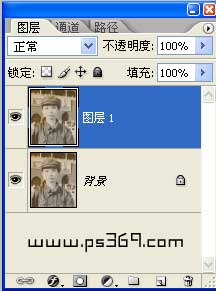 图层 通道 路径
正常 不透明度: 100%
锁定: 填充: 100%
图层 1
背景
www.ps369.com